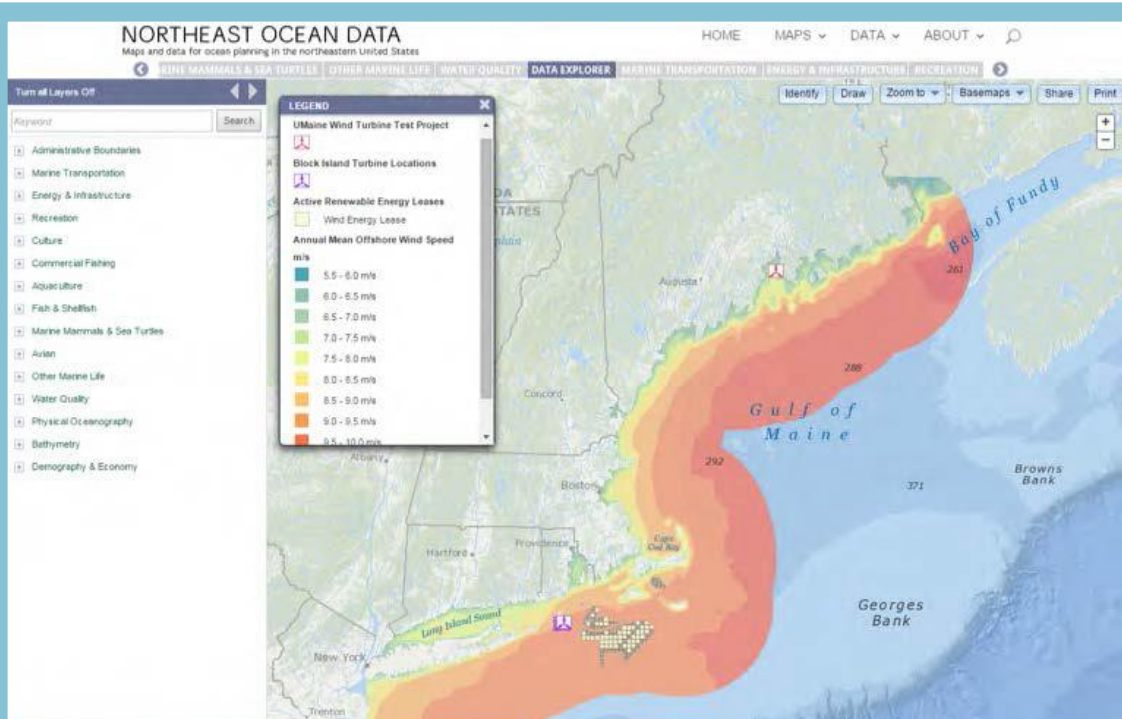 NORTHEAST OCEAN DATA
Maps and data for ocean planning in the northeastern United States
HOME MAPS DATA ABOUT
RINE MAMMALS & SEA TURTLES OTHER MARINE LIFE WATER QUALITY DATA EXPLORER MARINE TRANSPORTATION ENERGY & INFRASTRUCTURE RECREATION
Turn all Layers Off
Keyword Search
Identify Draw Zoom to Basemaps Share Print
+
-
Administrative Boundaries
Marine Transportation
Energy & Infrastructure
Recreation
Culture
Commercial Fishing
Aquaculture
Fish & Shellfish
Marine Mammals & Sea Turtles
Avian
Other Marine Life
Water Quality
Physical Oceanography
Bathymetry
Demography & Economy
LEGEND
UMaine Wind Turbine Test Project
Block Island Turbine Locations
Active Renewable Energy Leases
Wind Energy Lease
Annual Mean Offshore Wind Speed
m/s
5.5 - 6.0 m/s
6.0 - 6.5 m/s
6.5 - 7.0 m/s
7.0 - 7.5 m/s
7.5 - 8.0 m/s
8.0 - 8.5 m/s
8.5 - 9.0 m/s
9.0 - 9.5 m/s
9.5 - 10.0 m/s
DA
TATES
Bay of Fundy
Augusta
281
288
Concord
Gulf of
Maine
292
Albany
371
Browns
Bank
Boston
Providence
Cape
Cod Bay
Hartford
Georges
Bank
Long Island Sound
New York
Trenton